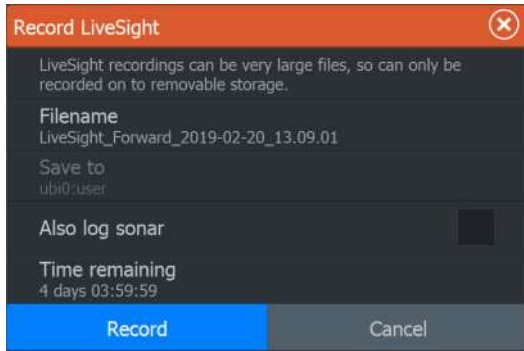 Record LiveSight
LiveSight recordings can be very large files, so can only be
recorded on to removable storage.
Filename
LiveSight_Forward_2019-02-20_13.09.01
Save to
ubi0:user
Also log sonar
Time remaining
4 days 03:59:59
Record Cancel